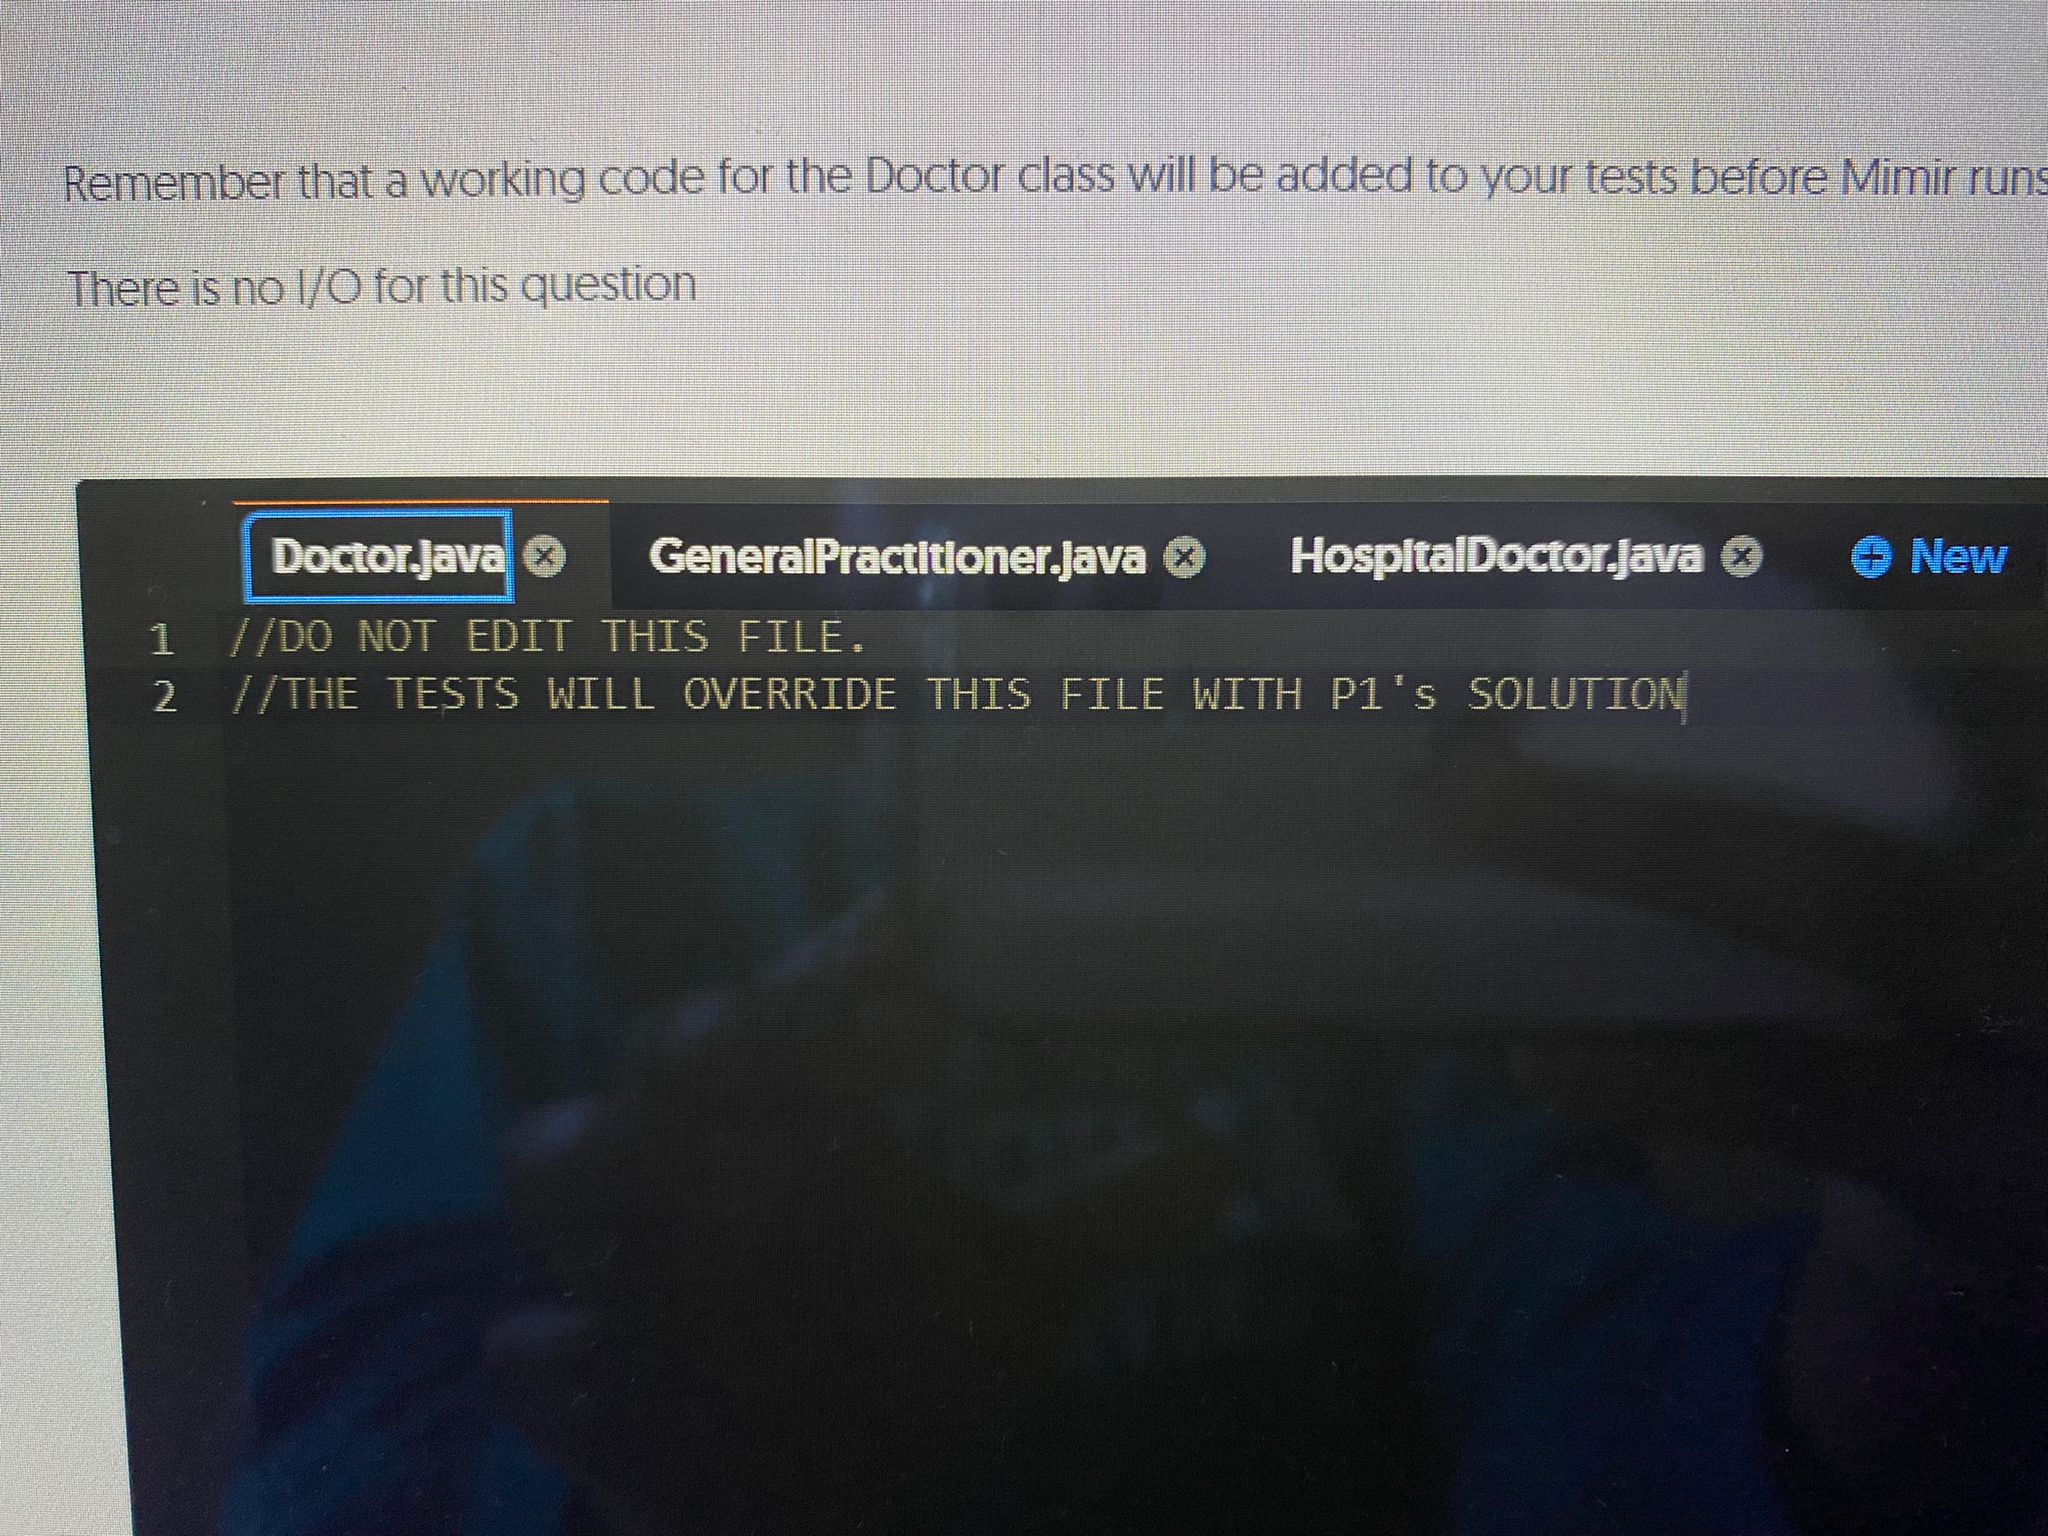 Remember that a working code for the Doctor class will be added to your tests before Mimir runs
There is no I/O for this question
Doctor.java GeneralPractitioner.java HospitalDoctor.java New
1 //DO NOT EDIT THIS FILE.
2 //THE TESTS WILL OVERRIDE THIS FILE WITH P1's SOLUTION